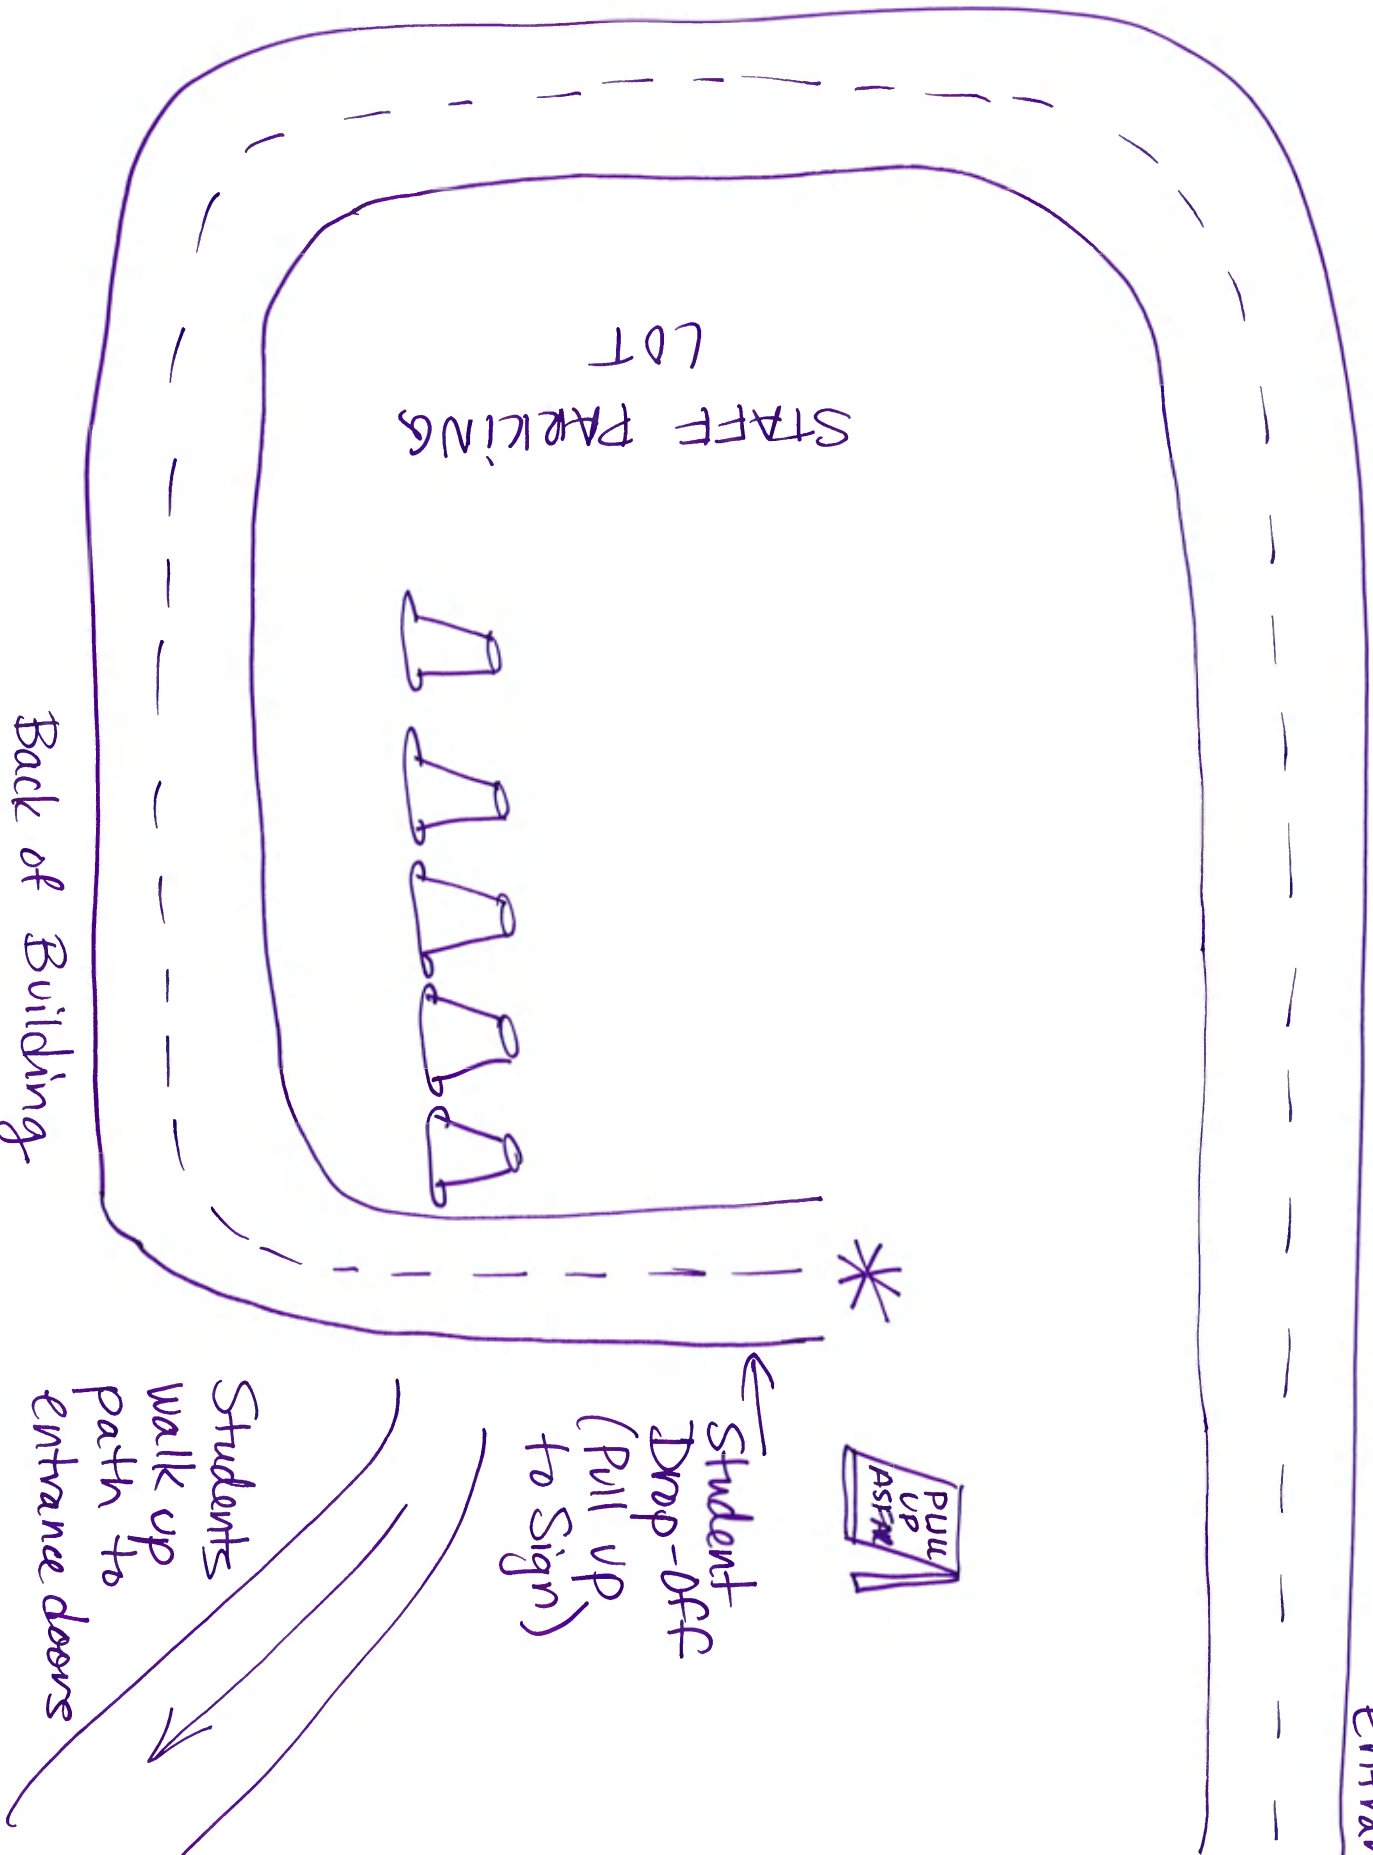 STAFF PARKING
LOT
Back of Building
Students
walk up
path to
entrance doors
Student
Drop-Off
(Pull up
to Sign)
PULL
UP